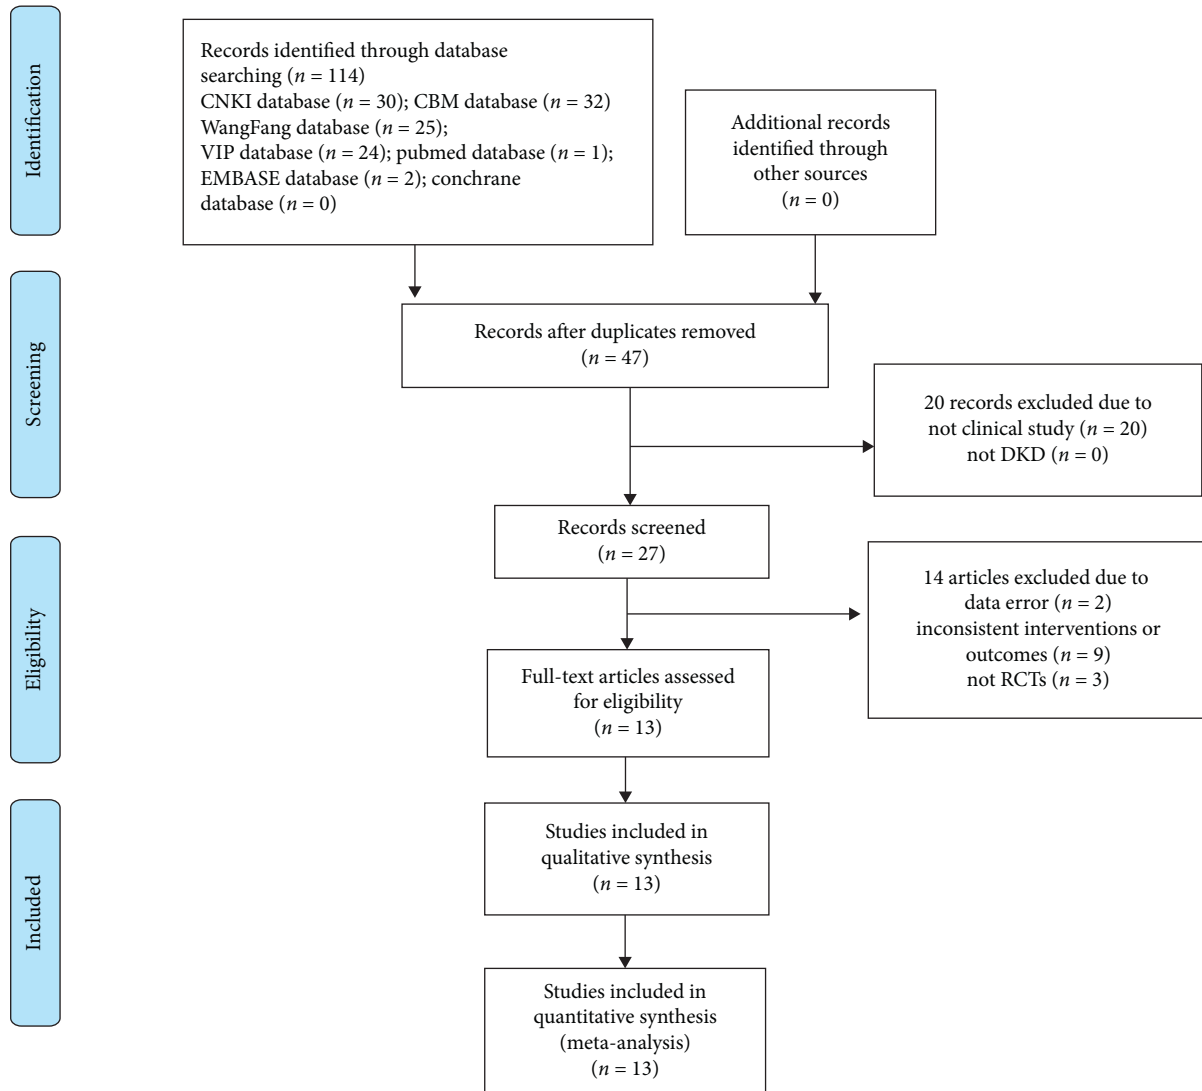 Identification
Records identified through database
searching (n = 114)
CNKI database (n = 30); CBM database (n = 32)
WangFang database (n = 25);
VIP database (n = 24); pubmed database (n = 1);
EMBASE database (n = 2); conchrane
database (n = 0)
Additional records
identified through
other sources
(n = 0)
Screening
Records after duplicates removed
(n = 47)
20 records excluded due to
not clinical study (n = 20)
not DKD (n = 0)
Records screened
(n = 27)
Eligibility
14 articles excluded due to
data error (n = 2)
inconsistent interventions or
outcomes (n = 9)
not RCTs (n = 3)
Full-text articles assessed
for eligibility
(n = 13)
Included
Studies included in
qualitative synthesis
(n = 13)
Studies included in
quantitative synthesis
(meta-analysis)
(n = 13)